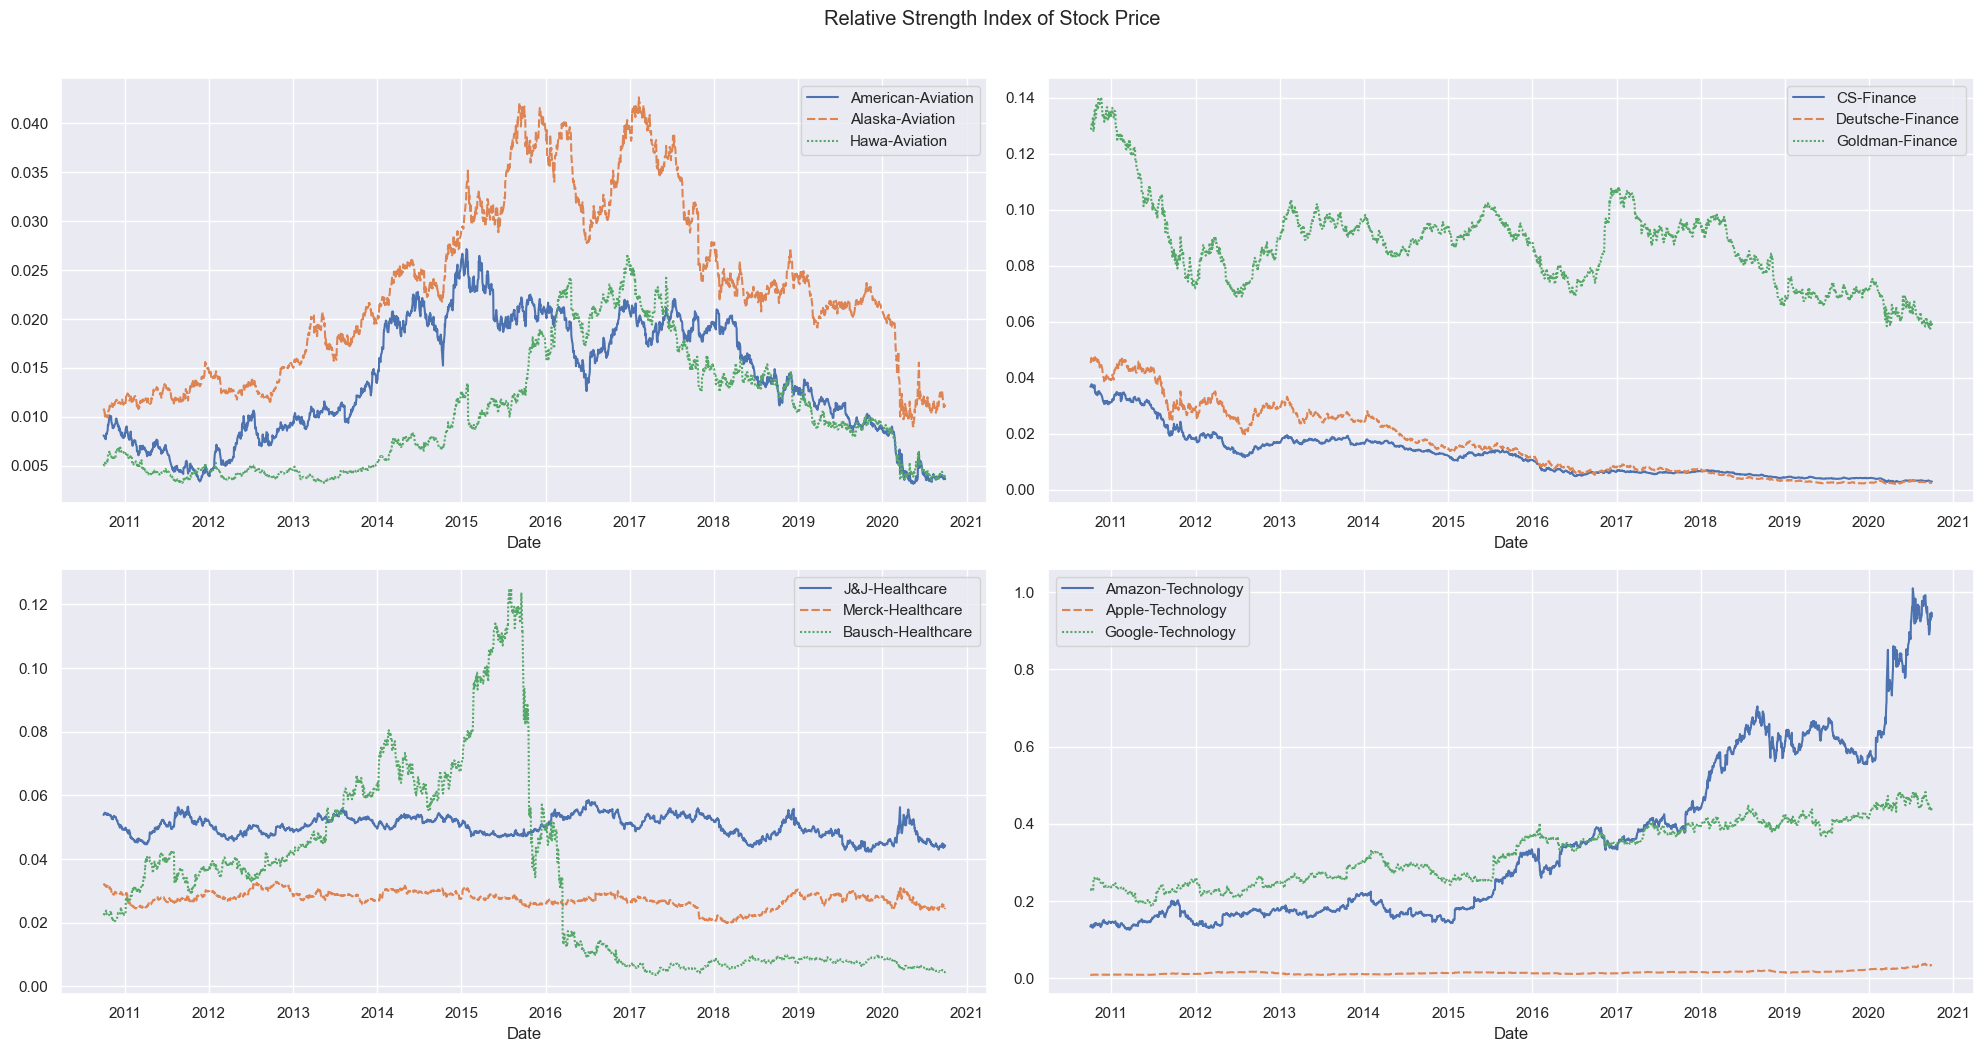 Relative Strength Index of Stock Price
American-Aviation
Alaska-Aviation
Hawa-Aviation
0.040
0.035
0.030
0.025
0.020
0.015
0.010
0.005
2011 2012 2013 2014 2015 2016 2017 2018 2019 2020 2021
Date
CS-Finance
Deutsche-Finance
Goldman-Finance
0.14
0.12
0.10
0.08
0.06
0.04
0.02
0.00
2011 2012 2013 2014 2015 2016 2017 2018 2019 2020 2021
Date
J&J-Healthcare
Merck-Healthcare
Bausch-Healthcare
0.12
0.10
0.08
0.06
0.04
0.02
0.00
2011 2012 2013 2014 2015 2016 2017 2018 2019 2020 2021
Date
Amazon-Technology
Apple-Technology
Google-Technology
1.0
0.8
0.6
0.4
0.2
0.0
2011 2012 2013 2014 2015 2016 2017 2018 2019 2020 2021
Date